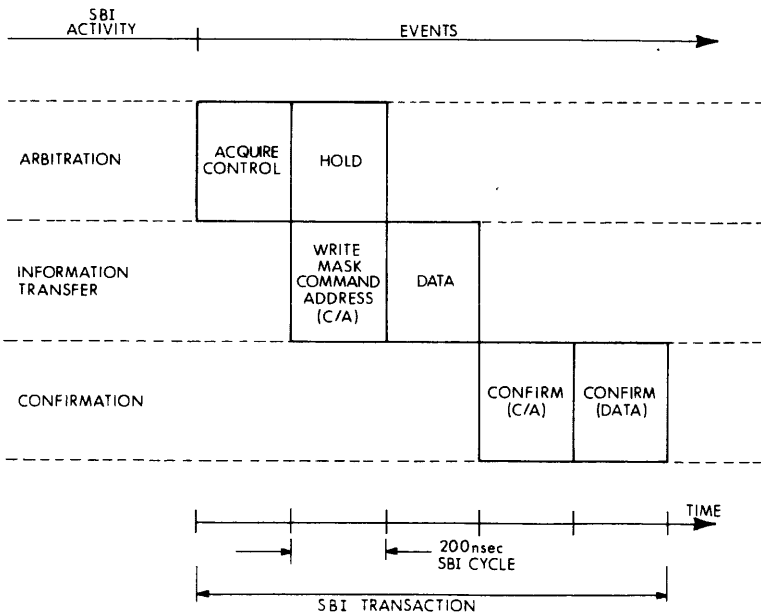 SBI
ACTIVITY
EVENTS
ARBITRATION
ACQUIRE
CONTROL
HOLD
INFORMATION
TRANSFER
WRITE
MASK
COMMAND
ADDRESS
(C/A)
DATA
CONFIRMATION
CONFIRM
(C/A)
CONFIRM
(DATA)
TIME
200nsec
SBI CYCLE
SBI TRANSACTION